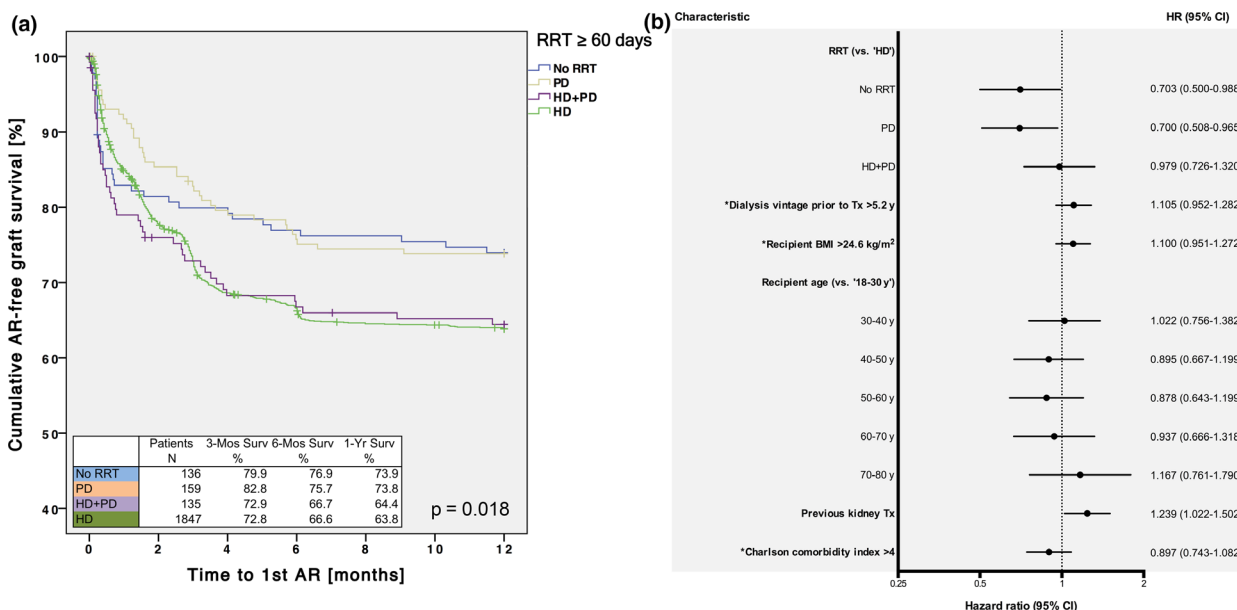 (a)
RRT ≥ 60 days
No RRT
PD
HD+PD
HD
Cumulative AR-free graft survival [%]
100
90
80
70
60
50
40
Patients 3-Mos Surv 6-Mos Surv 1-Yr Surv
N % % %
No RRT 136 79.9 76.9 73.9
PD 159 82.8 75.7 73.8
HD+PD 135 72.9 66.7 64.4
HD 1847 72.8 66.6 63.8
p = 0.018
0 2 4 6 8 10 12
Time to 1st AR [months]
(b)
Characteristic HR (95% CI)
RRT (vs. 'HD')
No RRT 0.703 (0.500-0.988
PD 0.700 (0.508-0.965
HD+PD 0.979 (0.726-1.320
*Dialysis vintage prior to Tx >5.2 y 1.105 (0.952-1.282
*Recipient BMI >24.6 kg/m² 1.100 (0.951-1.272
Recipient age (vs. '18-30 y')
30-40 y 1.022 (0.756-1.382
40-50 y 0.895 (0.667-1.199
50-60 y 0.878 (0.643-1.199
60-70 y 0.937 (0.666-1.318
70-80 y 1.167 (0.761-1.790
Previous kidney Tx 1.239 (1.022-1.502
*Charlson comorbidity index >4 0.897 (0.743-1.082
0.25 0.5 1 2
Hazard ratio (95% CI)